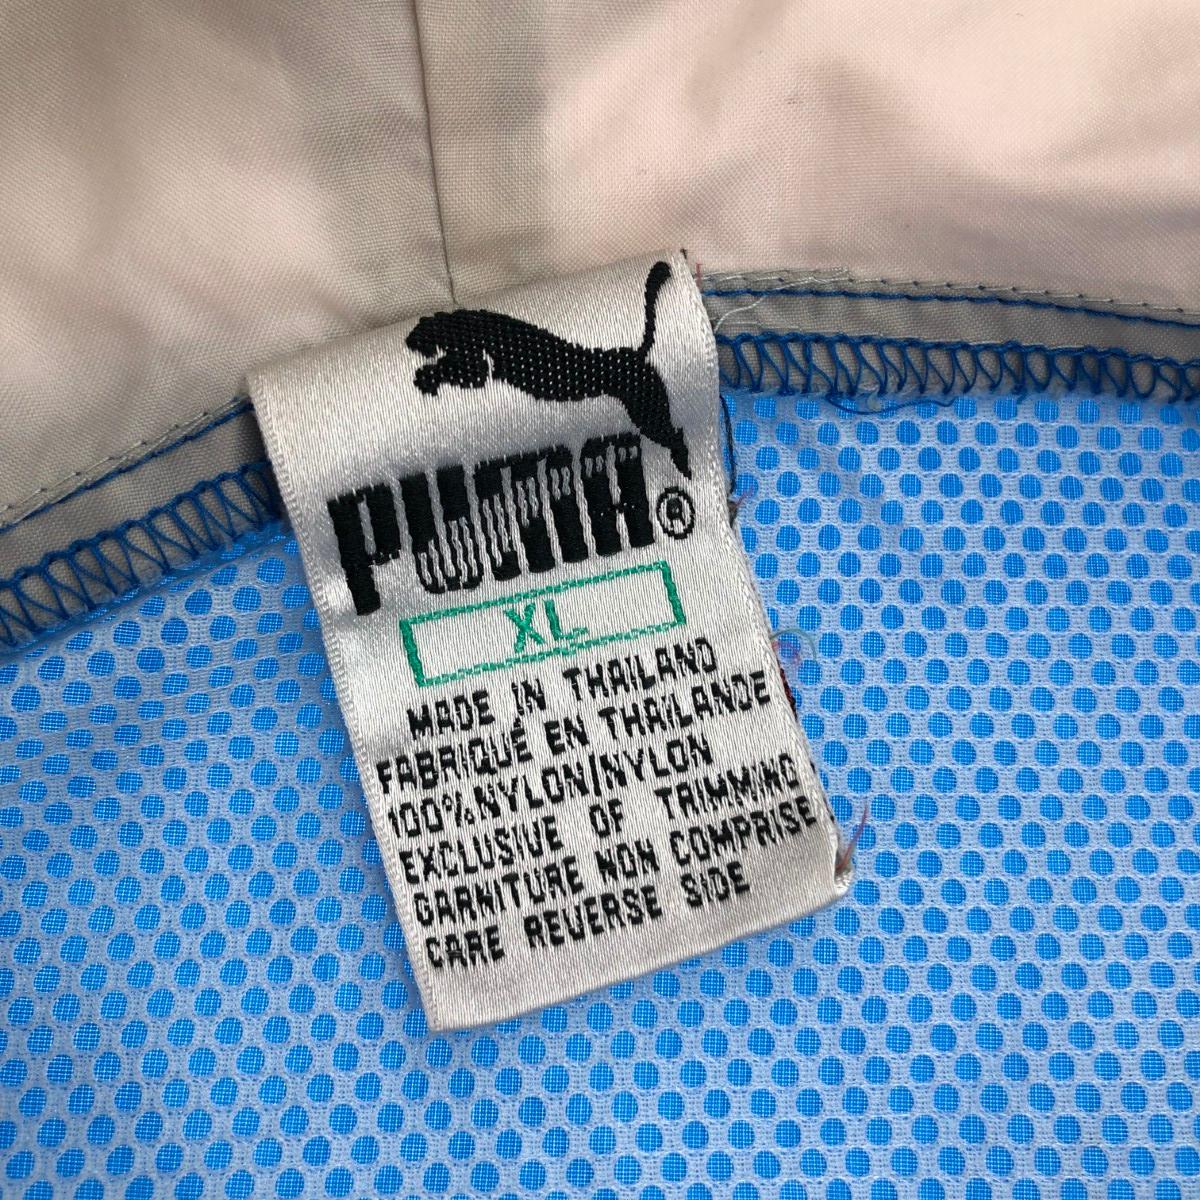 PUMA®
XL
MADE IN THAILAND
FABRIQUÉ EN THAILANDE
100%NYLON/NYLON
EXCLUSIVE OF TRIMMING
GARNITURE NON COMPRISE
CARE REVERSE SIDE